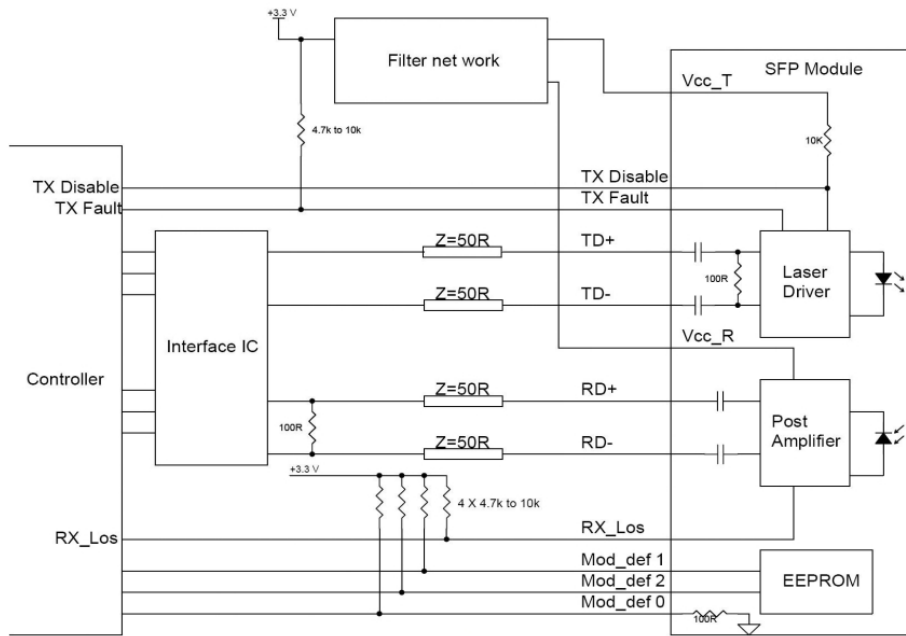 +3.3 V
Filter net work
SFP Module
Vcc_T
4.7k to 10k
10K
TX Disable
TX Disable
TX Fault
TX Fault
Z=50R
TD+
100R
Laser
Driver
Z=50R
TD-
Interface IC
Vcc_R
Controller
Z=50R
RD+
100R
Post
Amplifier
Z=50R
RD-
+3.3 V
4 X 4.7k to 10k
RX_Los
RX_Los
Mod_def 1
Mod_def 2
EEPROM
Mod_def 0
100R